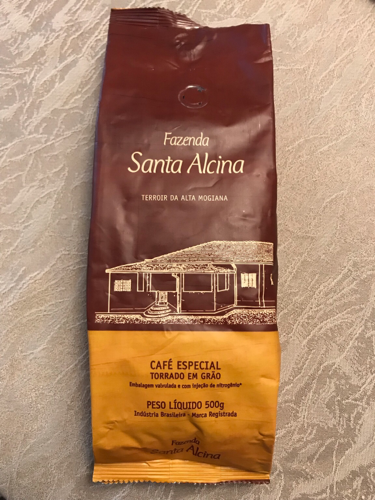 Fazenda
Santa Alcina
TERROIR DA ALTA MOGIANA
CAFÉ ESPECIAL
TORRADO EM GRÃO
Embalagem valvulada e com injeção de nitrogênio*
PESO LÍQUIDO 500g
Indústria Brasileira - Marca Registrada
Fazenda
Santa Alcina